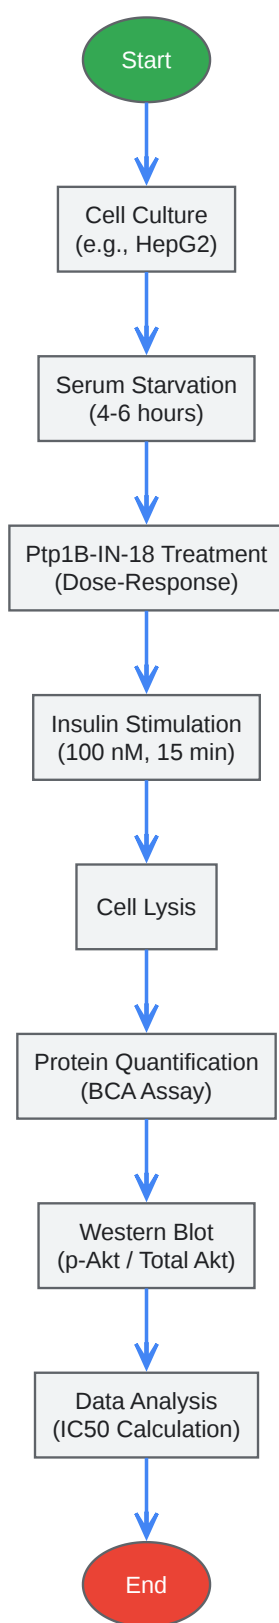 Start
Cell Culture
(e.g., HepG2)
Serum Starvation
(4-6 hours)
Ptp1B-IN-18 Treatment
(Dose-Response)
Insulin Stimulation
(100 nM, 15 min)
Cell Lysis
Protein Quantification
(BCA Assay)
Western Blot
(p-Akt / Total Akt)
Data Analysis
(IC50 Calculation)
End